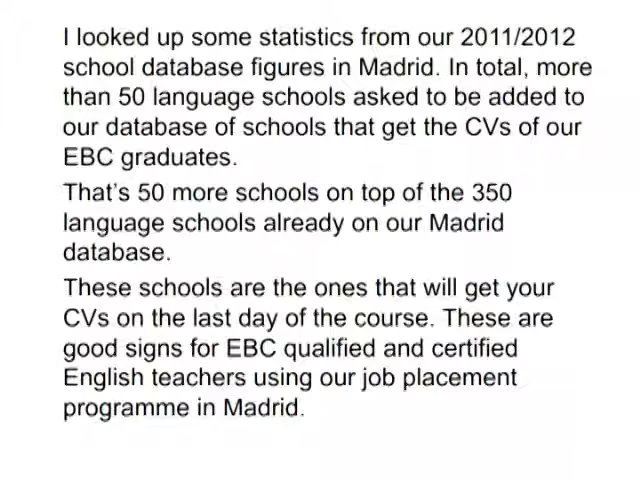 I looked up some statistics from our 2011/2012
school database figures in Madrid. In total, more
than 50 language schools asked to be added to
our database of schools that get the CVs of our
EBC graduates.
That's 50 more schools on top of the 350
language schools already on our Madrid
database.
These schools are the ones that will get your
CVs on the last day of the course. These are
good signs for EBC qualified and certified
English teachers using our job placement
programme in Madrid.